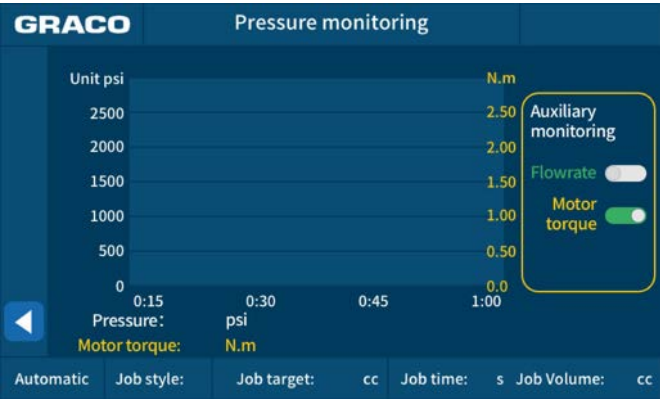 GRACO Pressure monitoring
Unit psi N.m
2500 2.50
2000 2.00
1500 1.50
1000 1.00
500 0.50
0 0.0
0:15 0:30 0:45 1:00
Auxiliary
monitoring
Flowrate
Motor
torque
Pressure: psi
Motor torque: N.m
Automatic Job style: Job target: cc Job time: s Job Volume: cc